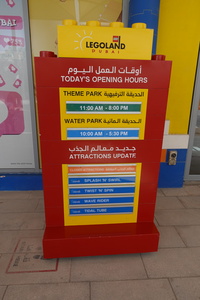 LEGOLAND
DUBAI
أوقات العمل اليوم
TODAY'S OPENING HOURS
الحديقة الترفيهية THEME PARK
11:00 AM - 6:00 PM
الحديقة المائية WATER PARK
10:00 AM - 5:30 PM
جديد معالم الجذب
ATTRACTIONS UPDATE
SPLASH N' SWIRL
TWIST 'N' SPIN
WAVE RIDER
TIDAL TUBE